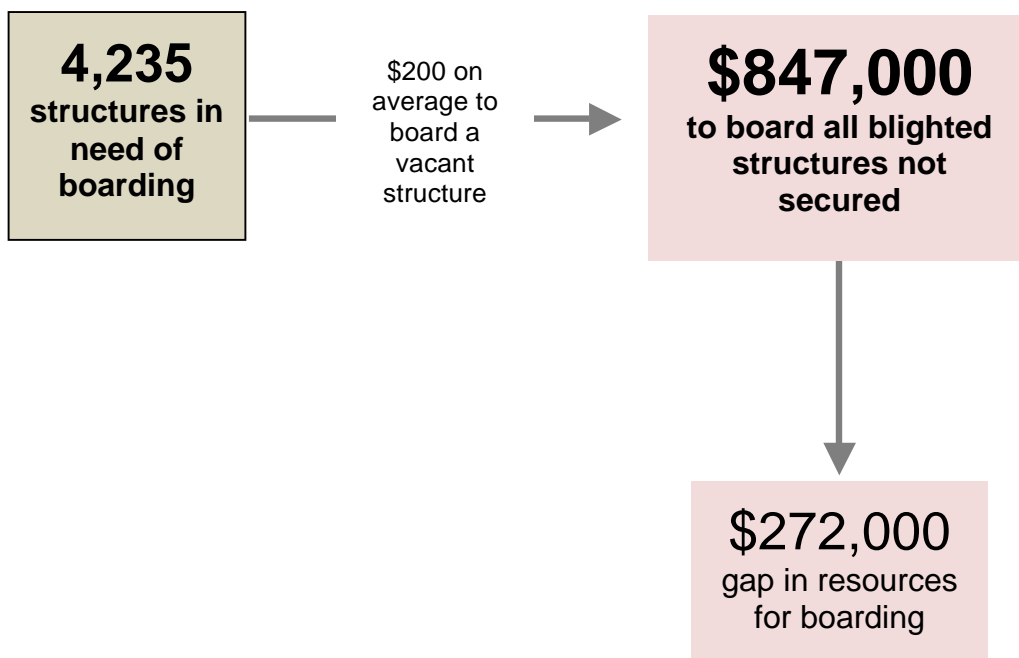 4,235
structures in
need of
boarding
$200 on
average to
board a
vacant
structure
$847,000
to board all blighted
structures not
secured
$272,000
gap in resources
for boarding